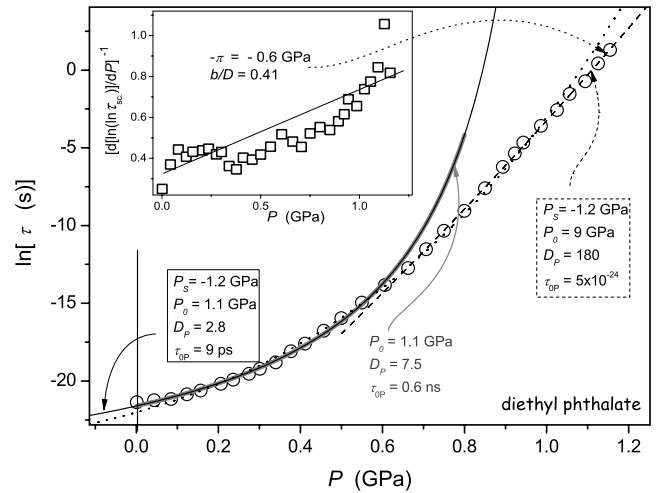 [d[ln(ln τsc.)]/dP]⁻¹
1.0
0.8
0.6
0.4
-π = - 0.6 GPa
b/D = 0.41
0.0
0.5
1.0
P (GPa)
ln[ τ (s)]
0
-5
-10
-15
-20
PS= -1.2 GPa
P0= 9 GPa
DP = 180
τ0P = 5x10⁻²⁴
PS= -1.2 GPa
P0= 1.1 GPa
DP = 2.8
τ0P = 9 ps
P0 = 1.1 GPa
DP = 7.5
τ0P = 0.6 ns
diethyl phthalate
0.0
0.2
0.4
0.6
0.8
1.0
1.2
P (GPa)